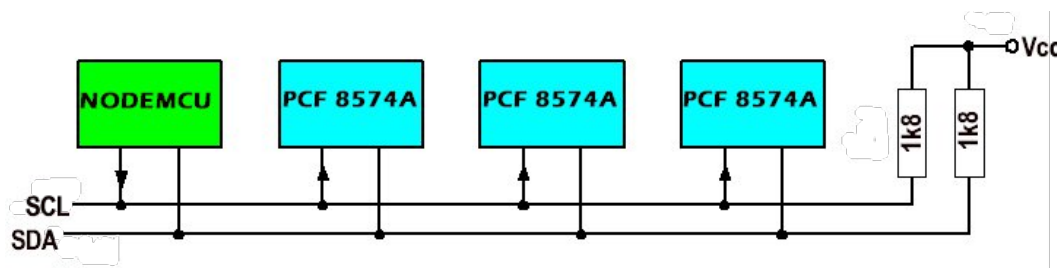 Vcc
NODEMCU
PCF 8574A
PCF 8574A
PCF 8574A
1k8
1k8
SCL
SDA